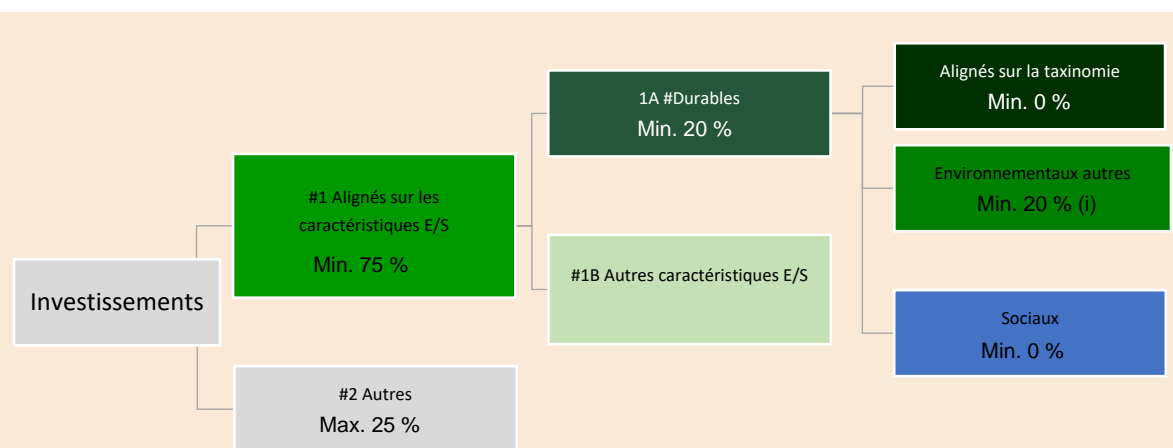 Investissements
#1 Alignés sur les
caractéristiques E/S
Min. 75 %
#2 Autres
Max. 25 %
1A #Durables
Min. 20 %
#1B Autres caractéristiques E/S
Alignés sur la taxinomie
Min. 0 %
Environnementaux autres
Min. 20 % (i)
Sociaux
Min. 0 %